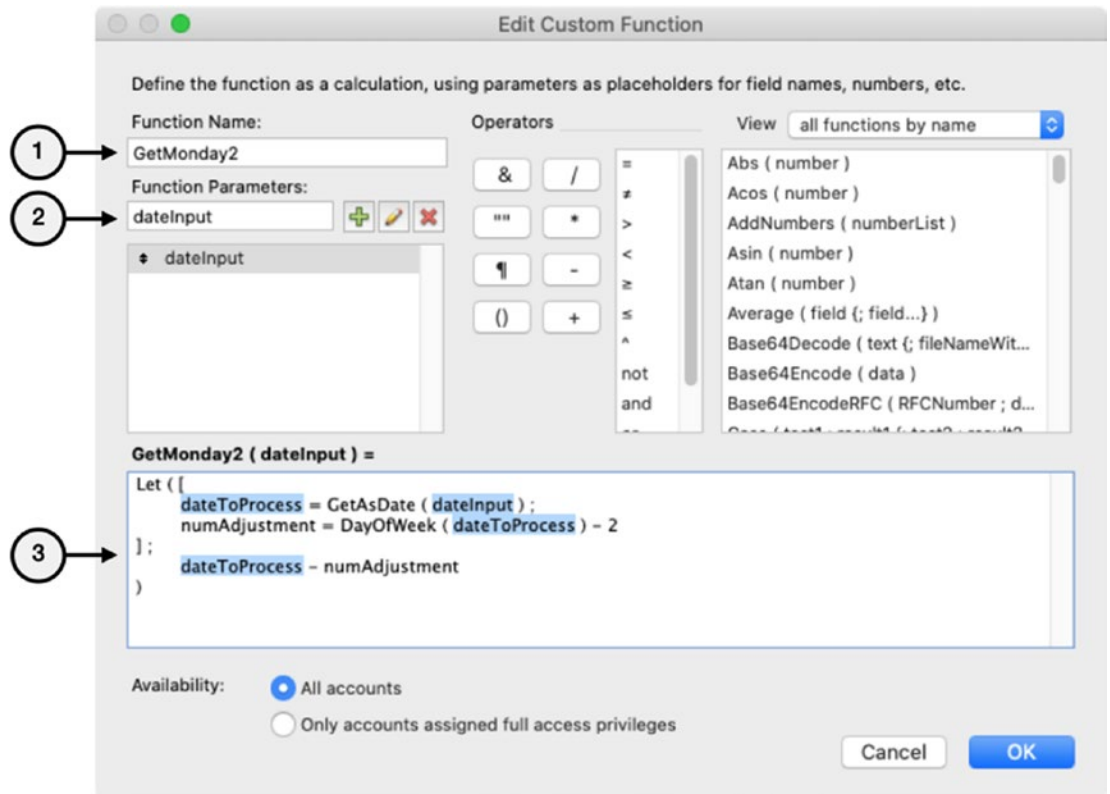 Edit Custom Function
Define the function as a calculation, using parameters as placeholders for field names, numbers, etc.
1
Function Name:
GetMonday2
2
Function Parameters:
dateInput
dateInput
Operators
&
/
""
*
¶
-
()
+
=
≠
>
<
≥
≤
^
not
and
View all functions by name
Abs ( number )
Acos ( number )
AddNumbers ( numberList )
Asin ( number )
Atan ( number )
Average ( field {; field...} )
Base64Decode ( text {; fileNameWit...
Base64Encode ( data )
Base64EncodeRFC ( RFCNumber ; d...
GetMonday2 ( dateInput ) =
3
Let ( [
dateToProcess = GetAsDate ( dateInput ) ;
numAdjustment = DayOfWeek ( dateToProcess ) – 2
] ;
dateToProcess – numAdjustment
)
Availability:
All accounts
Only accounts assigned full access privileges
Cancel
OK